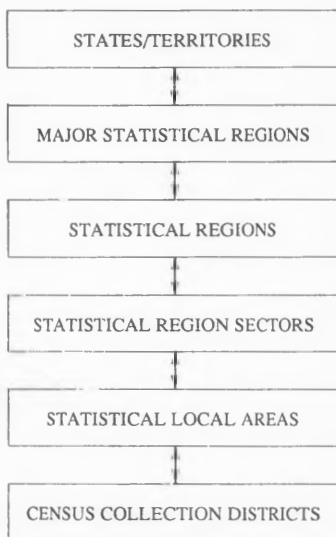 STATES/TERRITORIES
MAJOR STATISTICAL REGIONS
STATISTICAL REGIONS
STATISTICAL REGION SECTORS
STATISTICAL LOCAL AREAS
CENSUS COLLECTION DISTRICTS